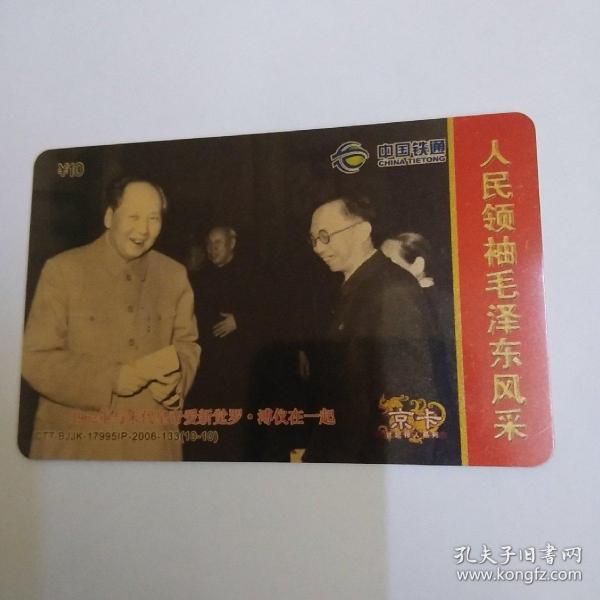 ¥10
中国铁通
CHINA TIETONG
人民领袖毛泽东风采
爱新觉罗·溥仪在一起
京卡
CTT-BJJK-17995IP-2006-133(10-10)
孔夫子旧书网
www.kongfz.com